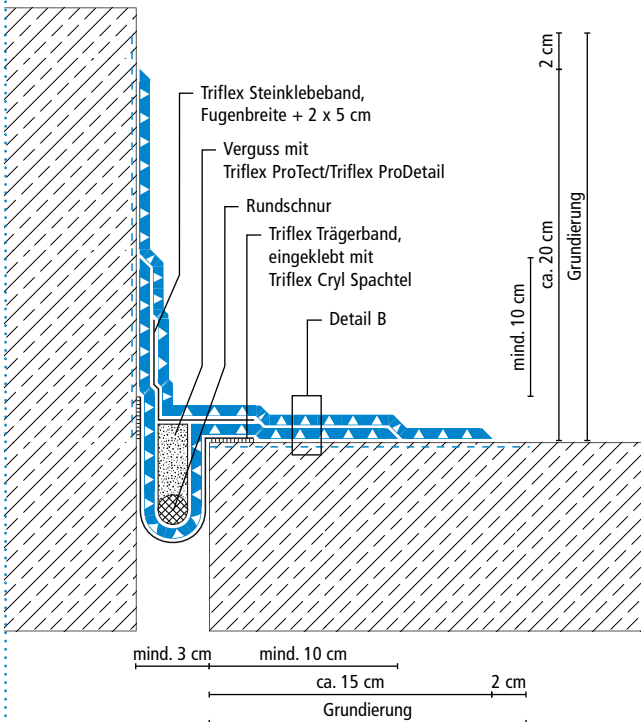 Triflex Steinklebeband,
Fugenbreite + 2 x 5 cm
Verguss mit
Triflex ProTect/Triflex ProDetail
Rundschnur
Triflex Trägerband,
eingeklebt mit
Triflex Cryl Spachtel
Detail B
2 cm
ca. 20 cm
Grundierung
mind. 10 cm
mind. 3 cm
mind. 10 cm
ca. 15 cm
2 cm
Grundierung